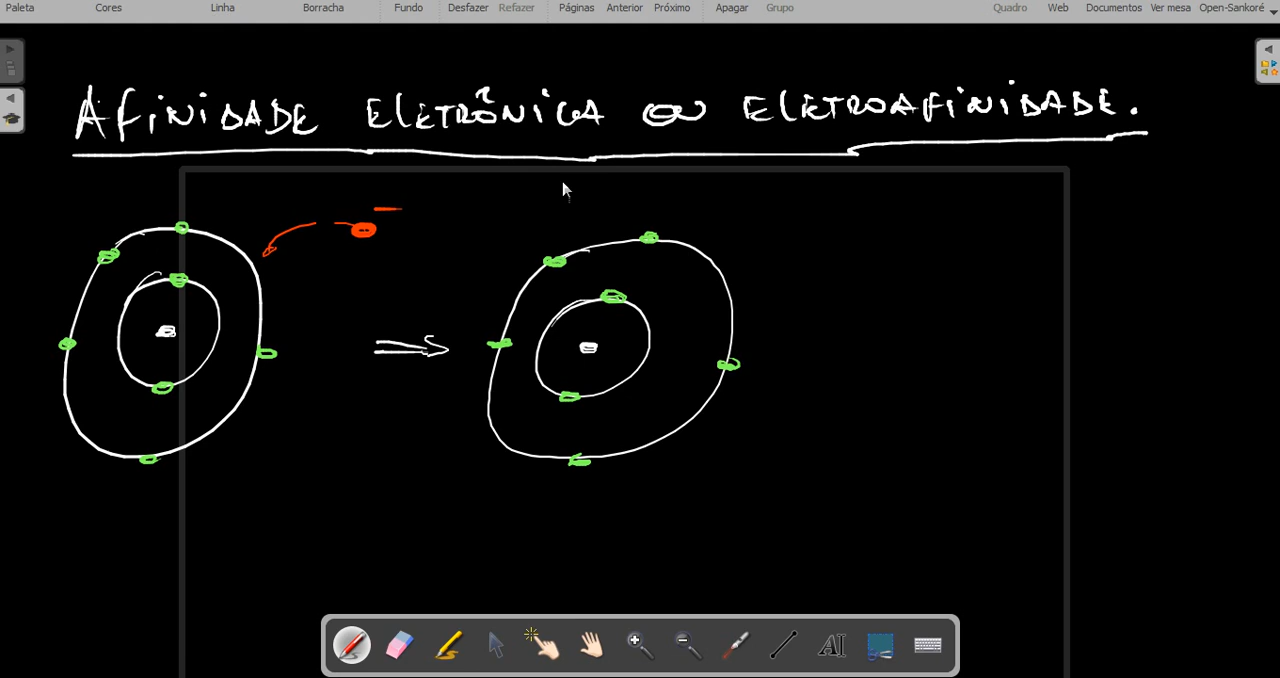 Paleta Cores Linha Borracha Fundo Desfazer Refazer Páginas Anterior Próximo Apagar Grupo Quadro Web Documentos Ver mesa Open-Sankoré
AFINIDADE ELETRÔNICA OU ELETROAFINIDADE.
AI